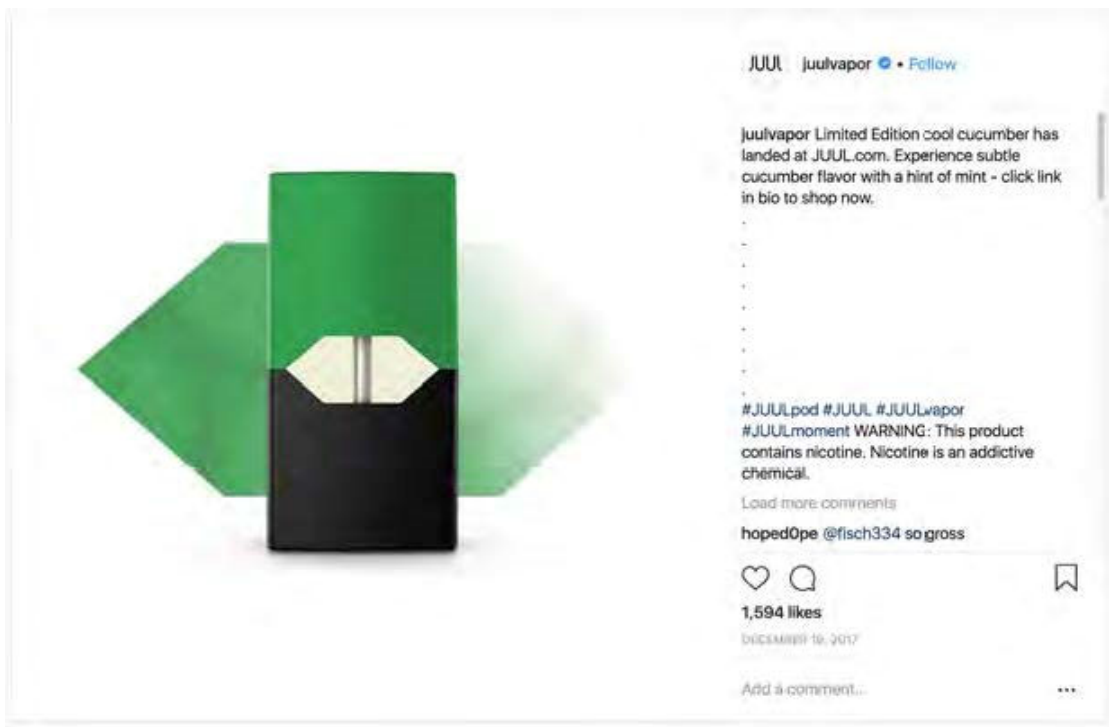 JUUL juulvapor • Follow
juulvapor Limited Edition cool cucumber has
landed at JUUL.com. Experience subtle
cucumber flavor with a hint of mint - click link
in bio to shop now.
.
.
.
.
.
.
.
.
.
#JUULpod #JUUL #JUULvapor
#JUULmoment WARNING: This product
contains nicotine. Nicotine is an addictive
chemical.
Load more comments
hoped0pe @fisch334 so gross
1,594 likes
DECEMBER 19, 2017
Add a comment...